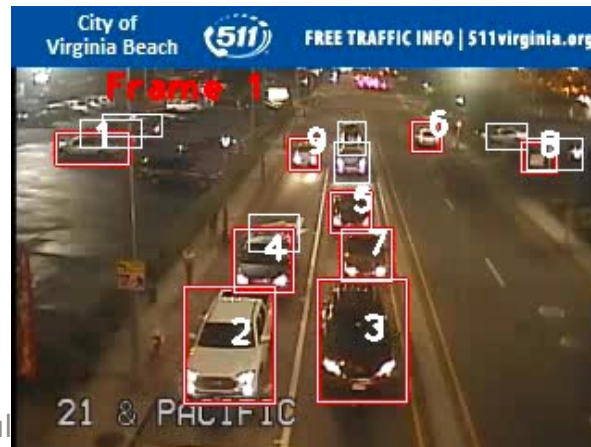 City of
Virginia Beach
511
FREE TRAFFIC INFO | 511virginia.org
Frame 1
1
6
9
8
5
4
7
2
3
21 & PACIFIC